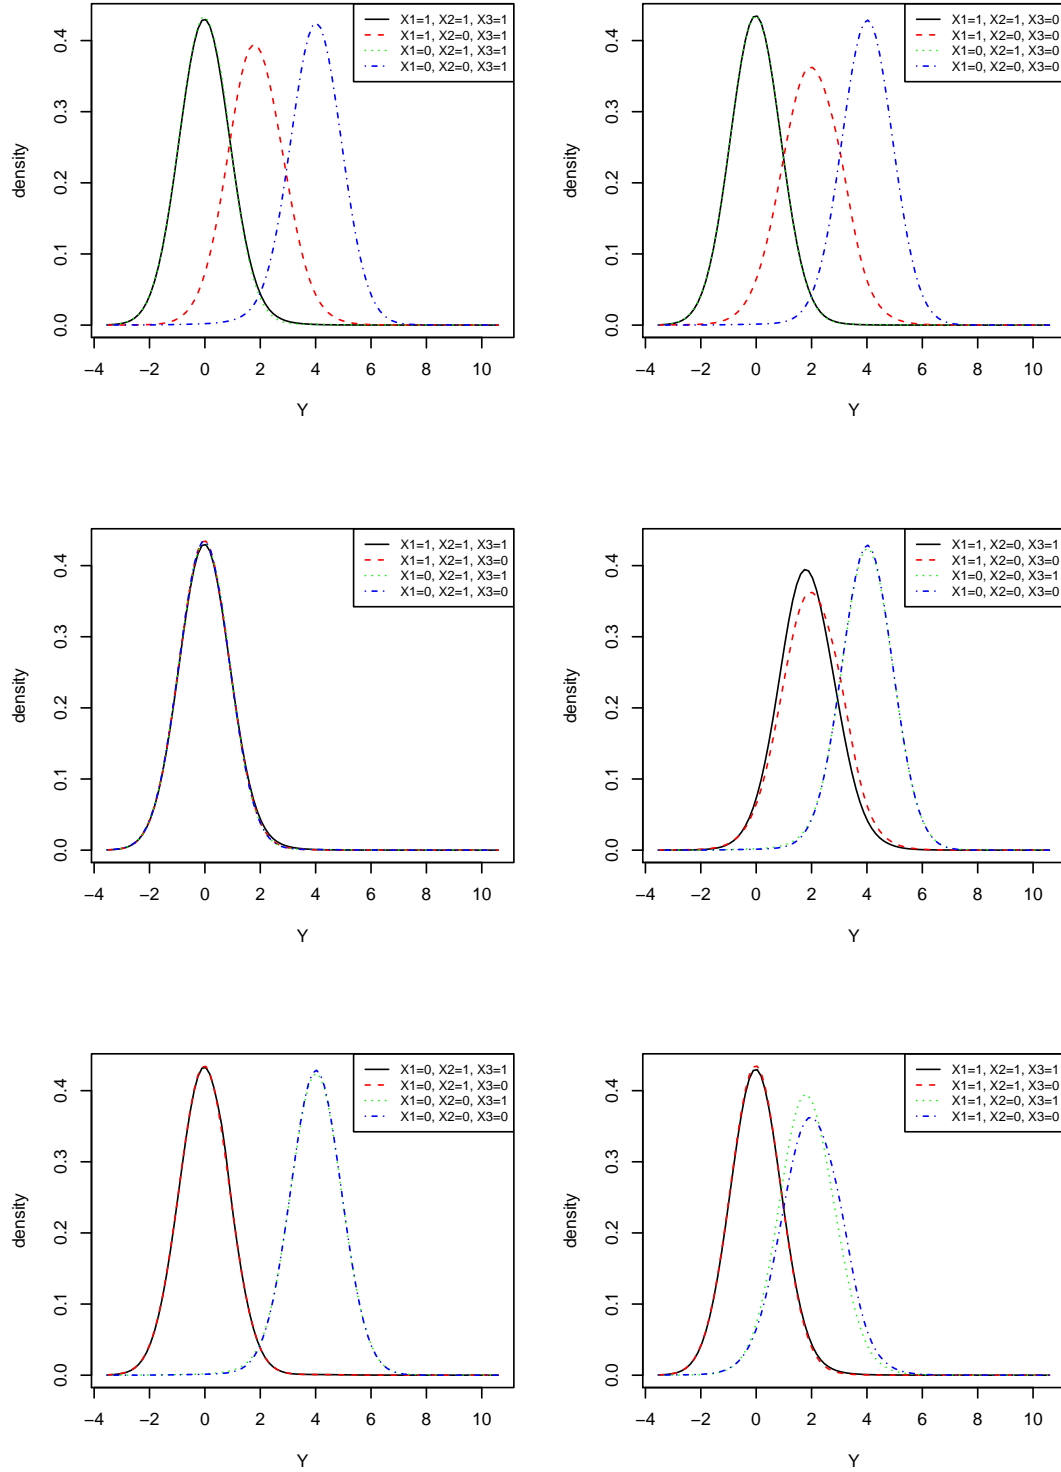 density
0.0 0.1 0.2 0.3 0.4
−4 −2 0 2 4 6 8 10
Y
X1=1, X2=1, X3=1
X1=1, X2=0, X3=1
X1=0, X2=1, X3=1
X1=0, X2=0, X3=1
density
0.0 0.1 0.2 0.3 0.4
−4 −2 0 2 4 6 8 10
Y
X1=1, X2=1, X3=0
X1=1, X2=0, X3=0
X1=0, X2=1, X3=0
X1=0, X2=0, X3=0
density
0.0 0.1 0.2 0.3 0.4
−4 −2 0 2 4 6 8 10
Y
X1=1, X2=1, X3=1
X1=1, X2=1, X3=0
X1=0, X2=1, X3=1
X1=0, X2=1, X3=0
density
0.0 0.1 0.2 0.3 0.4
−4 −2 0 2 4 6 8 10
Y
X1=1, X2=0, X3=1
X1=1, X2=0, X3=0
X1=0, X2=0, X3=1
X1=0, X2=0, X3=0
density
0.0 0.1 0.2 0.3 0.4
−4 −2 0 2 4 6 8 10
Y
X1=0, X2=1, X3=1
X1=0, X2=1, X3=0
X1=0, X2=0, X3=1
X1=0, X2=0, X3=0
density
0.0 0.1 0.2 0.3 0.4
−4 −2 0 2 4 6 8 10
Y
X1=1, X2=1, X3=1
X1=1, X2=1, X3=0
X1=1, X2=0, X3=1
X1=1, X2=0, X3=0